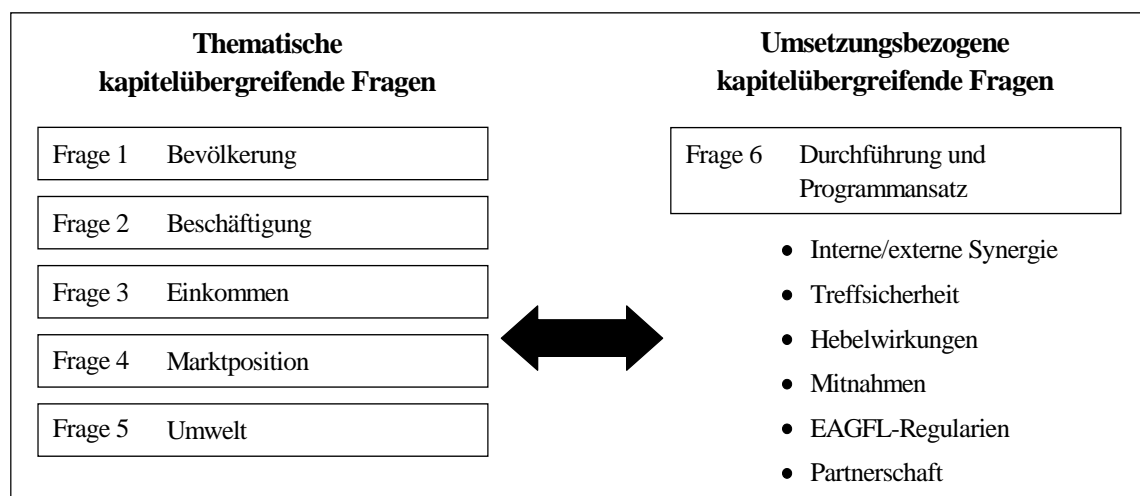 Thematische
kapitelübergreifende Fragen
Frage 1 Bevölkerung
Frage 2 Beschäftigung
Frage 3 Einkommen
Frage 4 Marktposition
Frage 5 Umwelt
Umsetzungsbezogene
kapitelübergreifende Fragen
Frage 6 Durchführung und
Programmansatz
• Interne/externe Synergie
• Treffsicherheit
• Hebelwirkungen
• Mitnahmen
• EAGFL-Regularien
• Partnerschaft